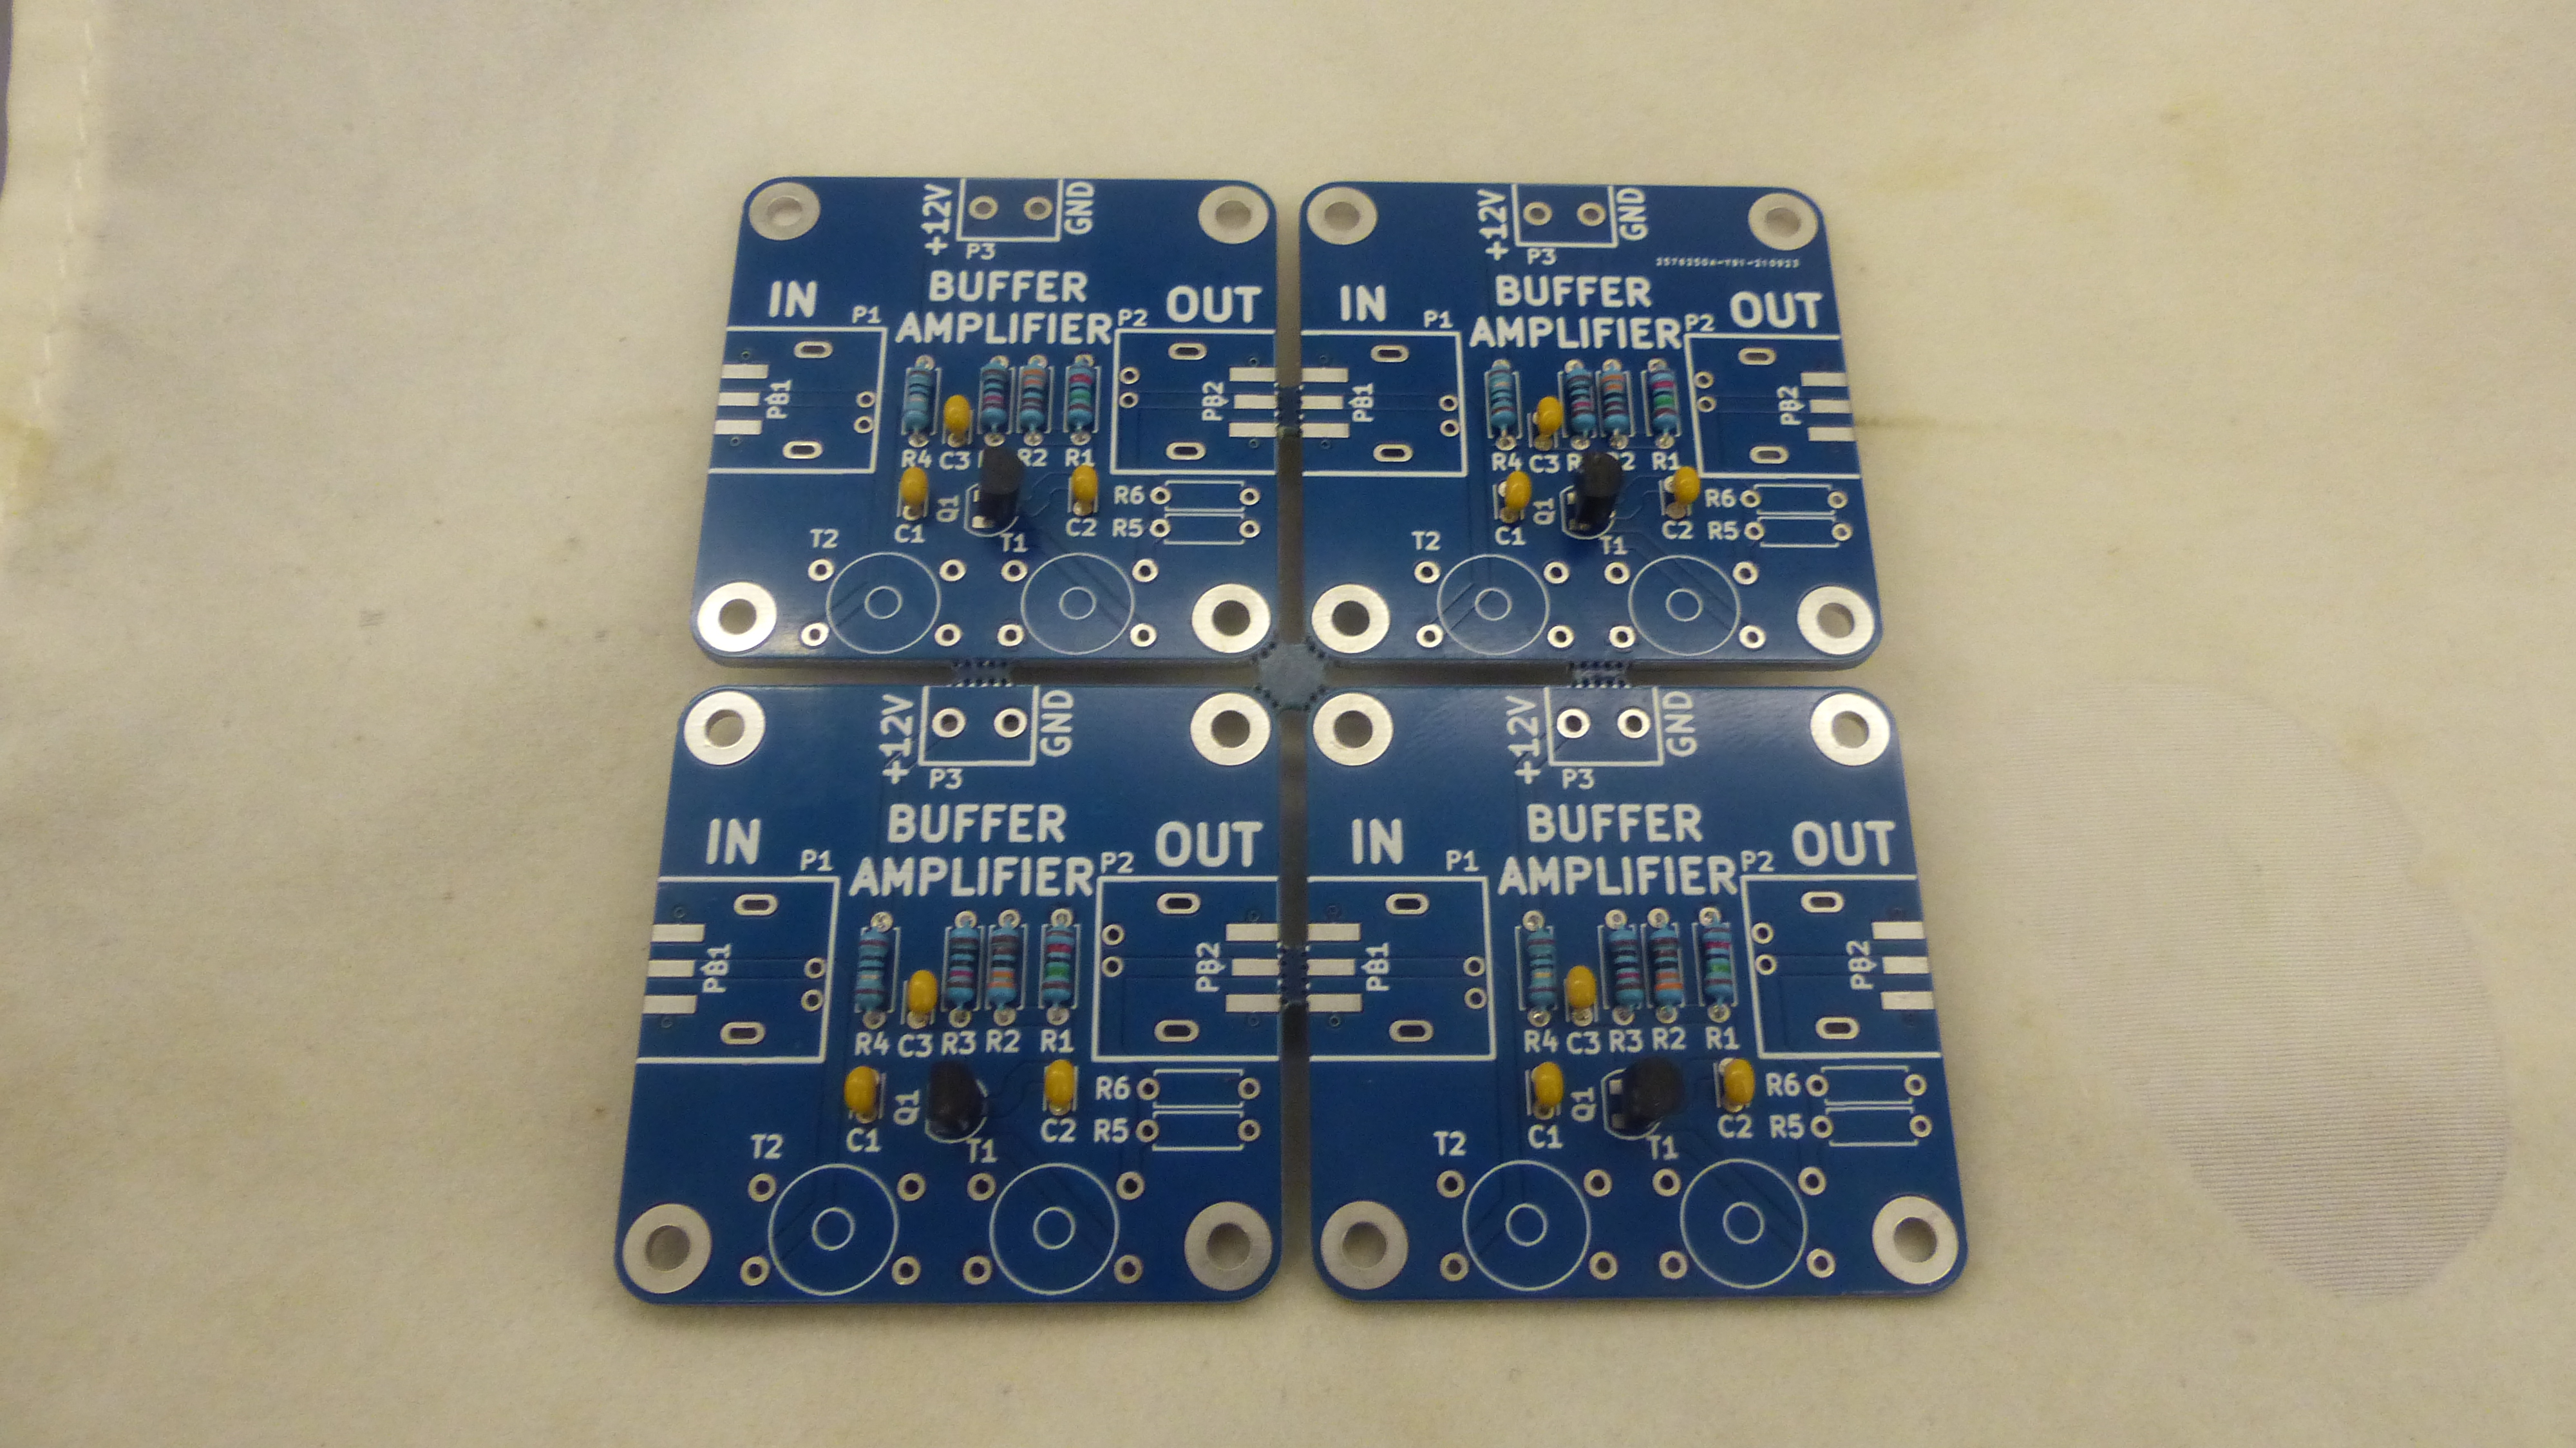 +12V
GND
P3
BUFFER
AMPLIFIER
IN
P1
P2
OUT
PB1
PB2
R4
C3
R2
R1
C1
Q1
C2
R6
R5
T2
T1
+12V
GND
P3
BUFFER
AMPLIFIER
IN
P1
P2
OUT
PB1
PB2
R4
C3
R1
C1
Q1
C2
R6
R5
T2
T1
+12V
GND
P3
BUFFER
AMPLIFIER
IN
P1
P2
OUT
PB1
PB2
R4
C3
R3
R2
R1
C1
Q1
C2
R6
R5
T2
T1
+12V
GND
P3
BUFFER
AMPLIFIER
IN
P1
P2
OUT
PB1
PB2
R4
C3
R3
R2
R1
C1
Q1
C2
R6
R5
T2
T1